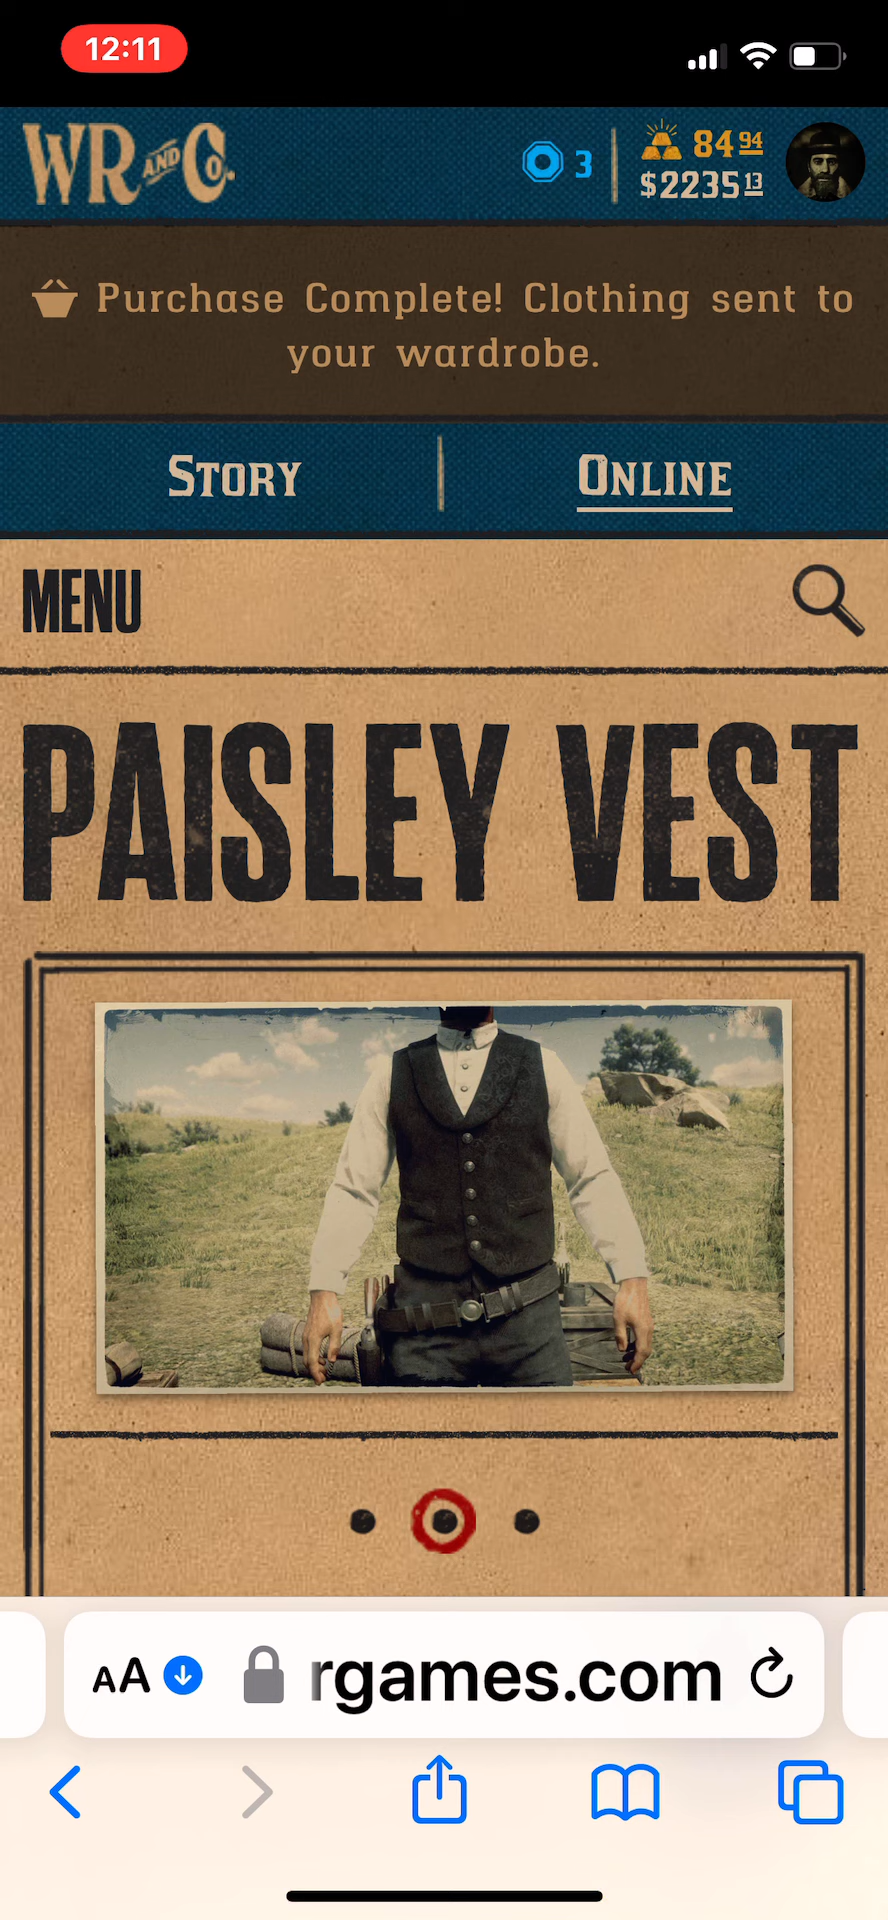 12:11
WR AND Co.
3
84 94
$2235 13
Purchase Complete! Clothing sent to
your wardrobe.
STORY
ONLINE
MENU
PAISLEY VEST
AA
rgames.com